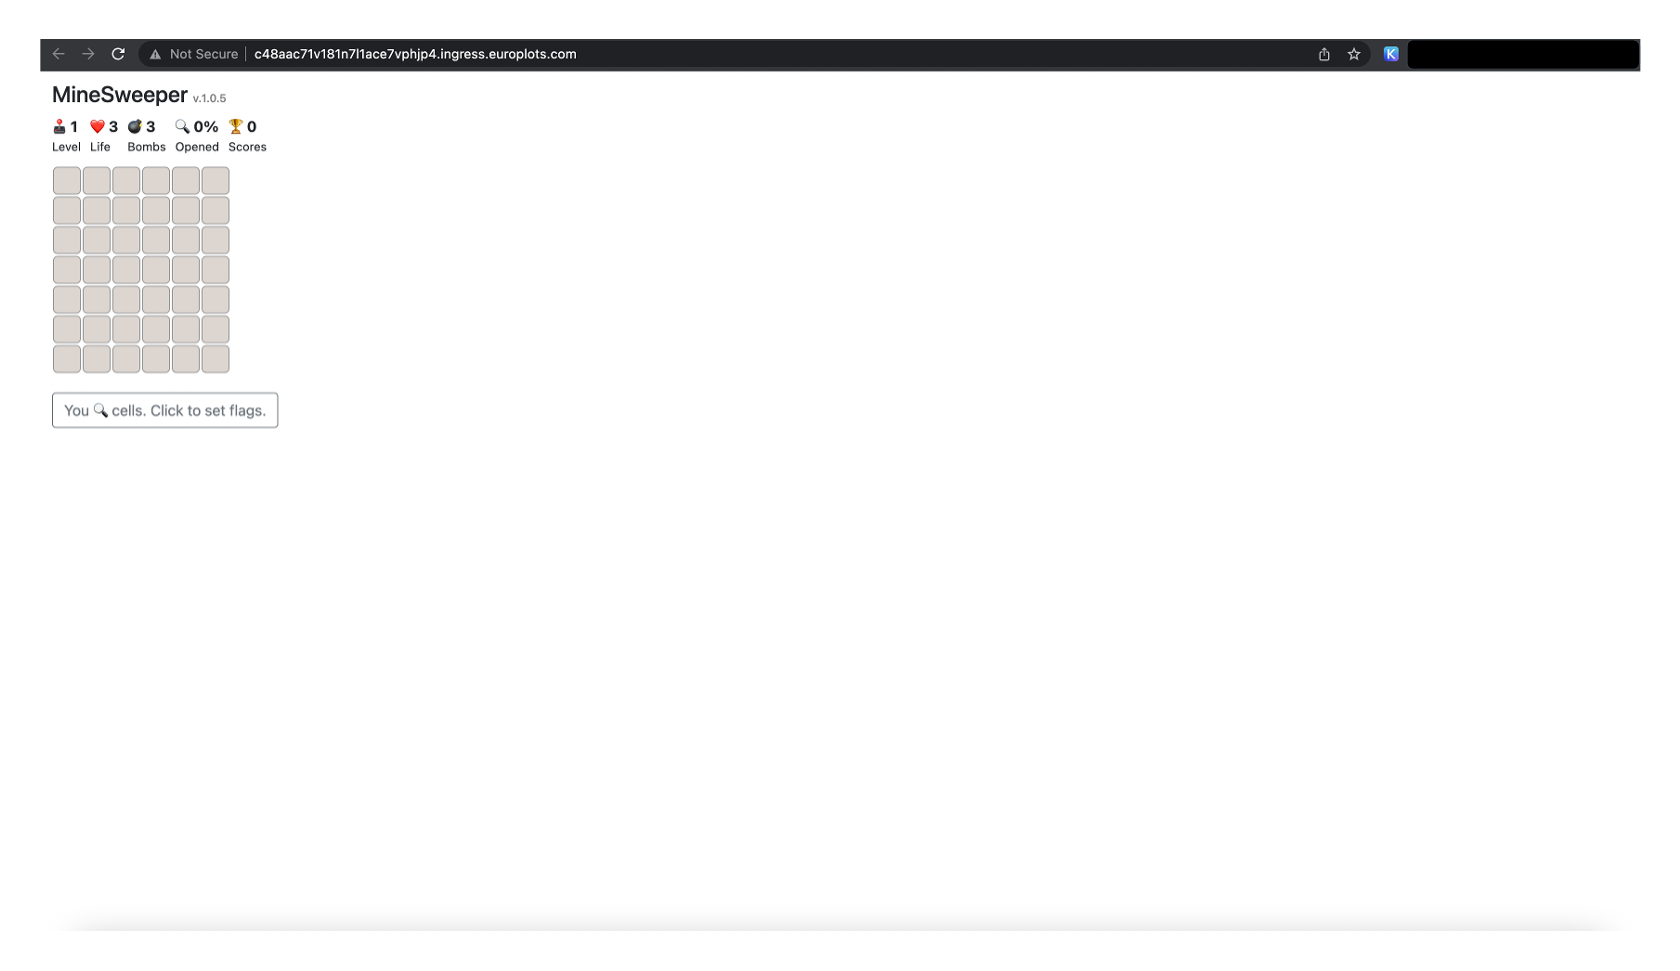 Not Secure c48aac71v181n7l1ace7vphjp4.ingress.europlots.com K
MineSweeper v.1.0.5
1 3 3 0% 0
Level Life Bombs Opened Scores
You 🔍 cells. Click to set flags.